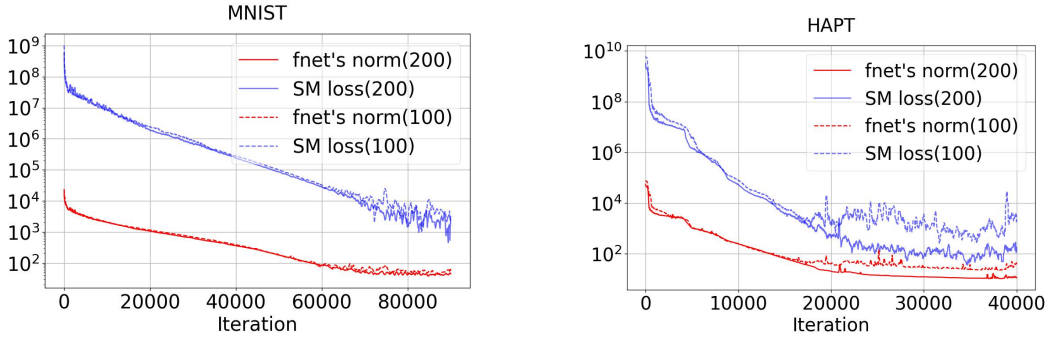 MNIST
10^9
10^8
10^7
10^6
10^5
10^4
10^3
10^2
fnet's norm(200)
SM loss(200)
fnet's norm(100)
SM loss(100)
0 20000 40000 60000 80000
Iteration
HAPT
10^10
10^8
10^6
10^4
10^2
fnet's norm(200)
SM loss(200)
fnet's norm(100)
SM loss(100)
0 10000 20000 30000 40000
Iteration